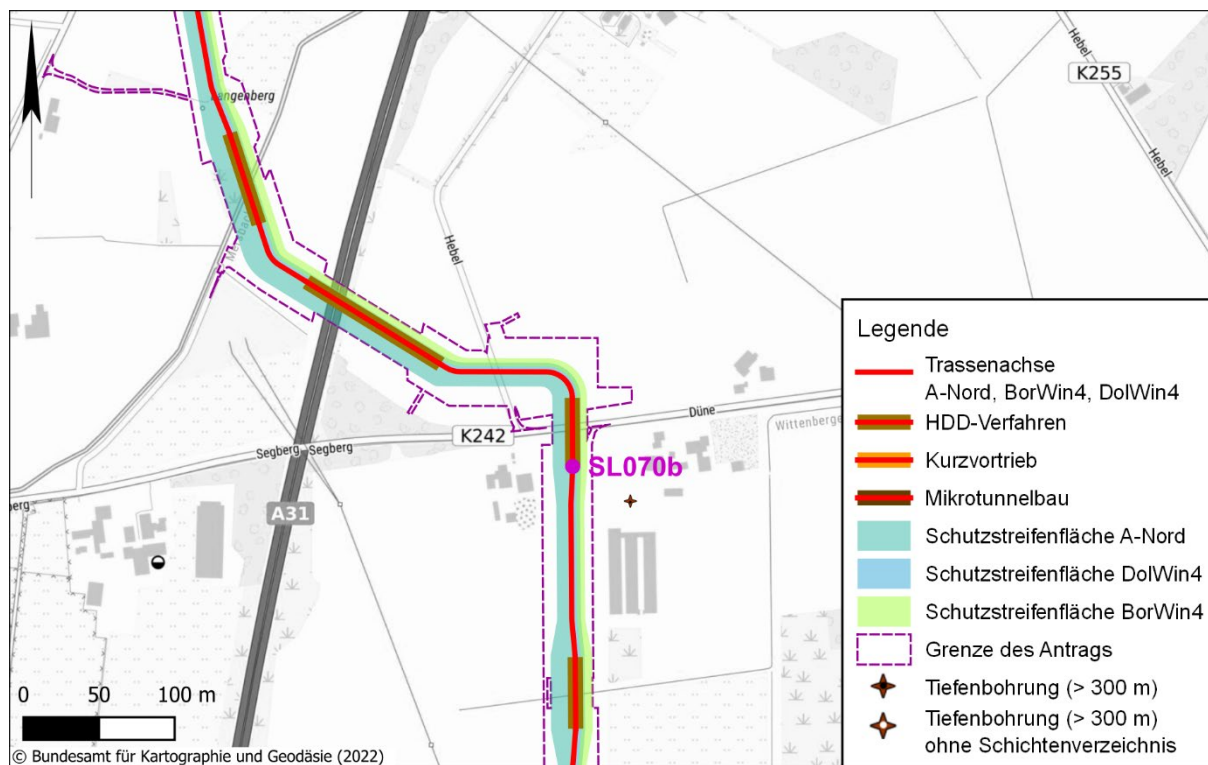 Hebel
K255
Hebel
Langenberg
Hebel
Düne
K242
Wittenberge
Segberg
Segberg
SL070b
A31
0 50 100 m
© Bundesamt für Kartographie und Geodäsie (2022)
Legende
Trassenachse
A-Nord, BorWin4, DolWin4
HDD-Verfahren
Kurzvortrieb
Mikrotunnelbau
Schutzstreifenfläche A-Nord
Schutzstreifenfläche DolWin4
Schutzstreifenfläche BorWin4
Grenze des Antrags
Tiefenbohrung (> 300 m)
Tiefenbohrung (> 300 m)
ohne Schichtenverzeichnis